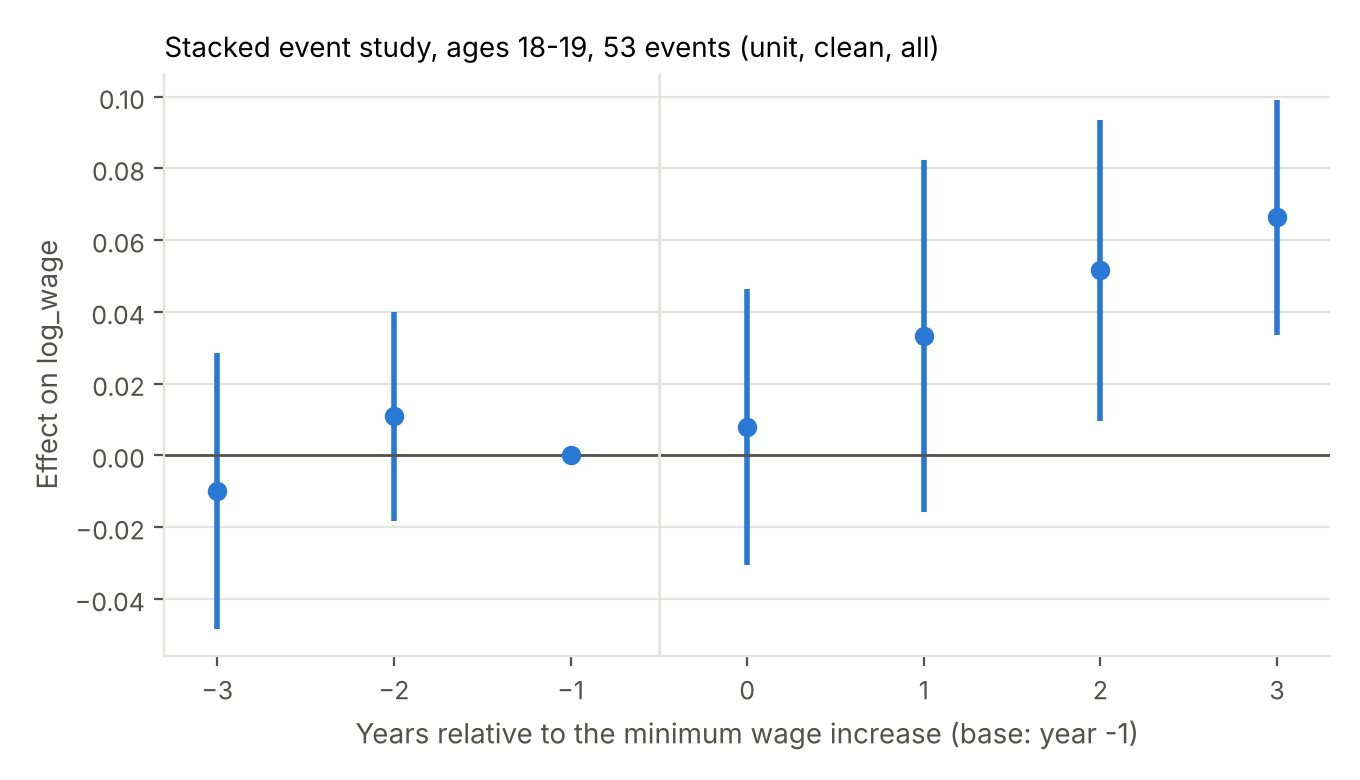 Stacked event study, ages 18-19, 53 events (unit, clean, all)
Effect on log_wage
0.10
0.08
0.06
0.04
0.02
0.00
−0.02
−0.04
−3 −2 −1 0 1 2 3
Years relative to the minimum wage increase (base: year -1)